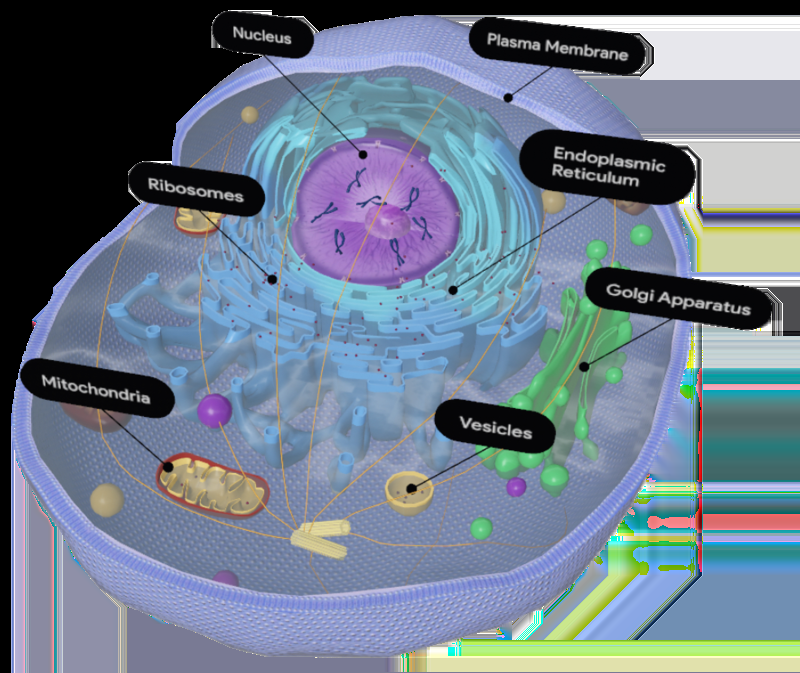 Nucleus
Plasma Membrane
Endoplasmic
Reticulum
Ribosomes
Golgi Apparatus
Mitochondria
Vesicles